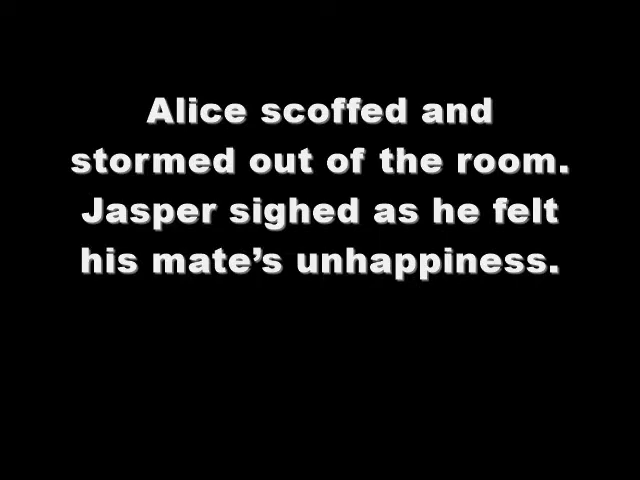 Alice scoffed and
stormed out of the room.
Jasper sighed as he felt
his mate’s unhappiness.